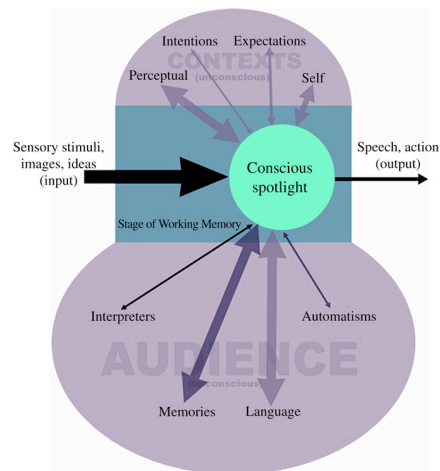 Intentions
Expectations
CONTEXTS
(unconscious)
Perceptual
Self
Sensory stimuli,
images, ideas
(input)
Conscious
spotlight
Speech, action
(output)
Stage of Working Memory
Interpreters
Automatisms
AUDIENCE
(unconscious)
Memories
Language